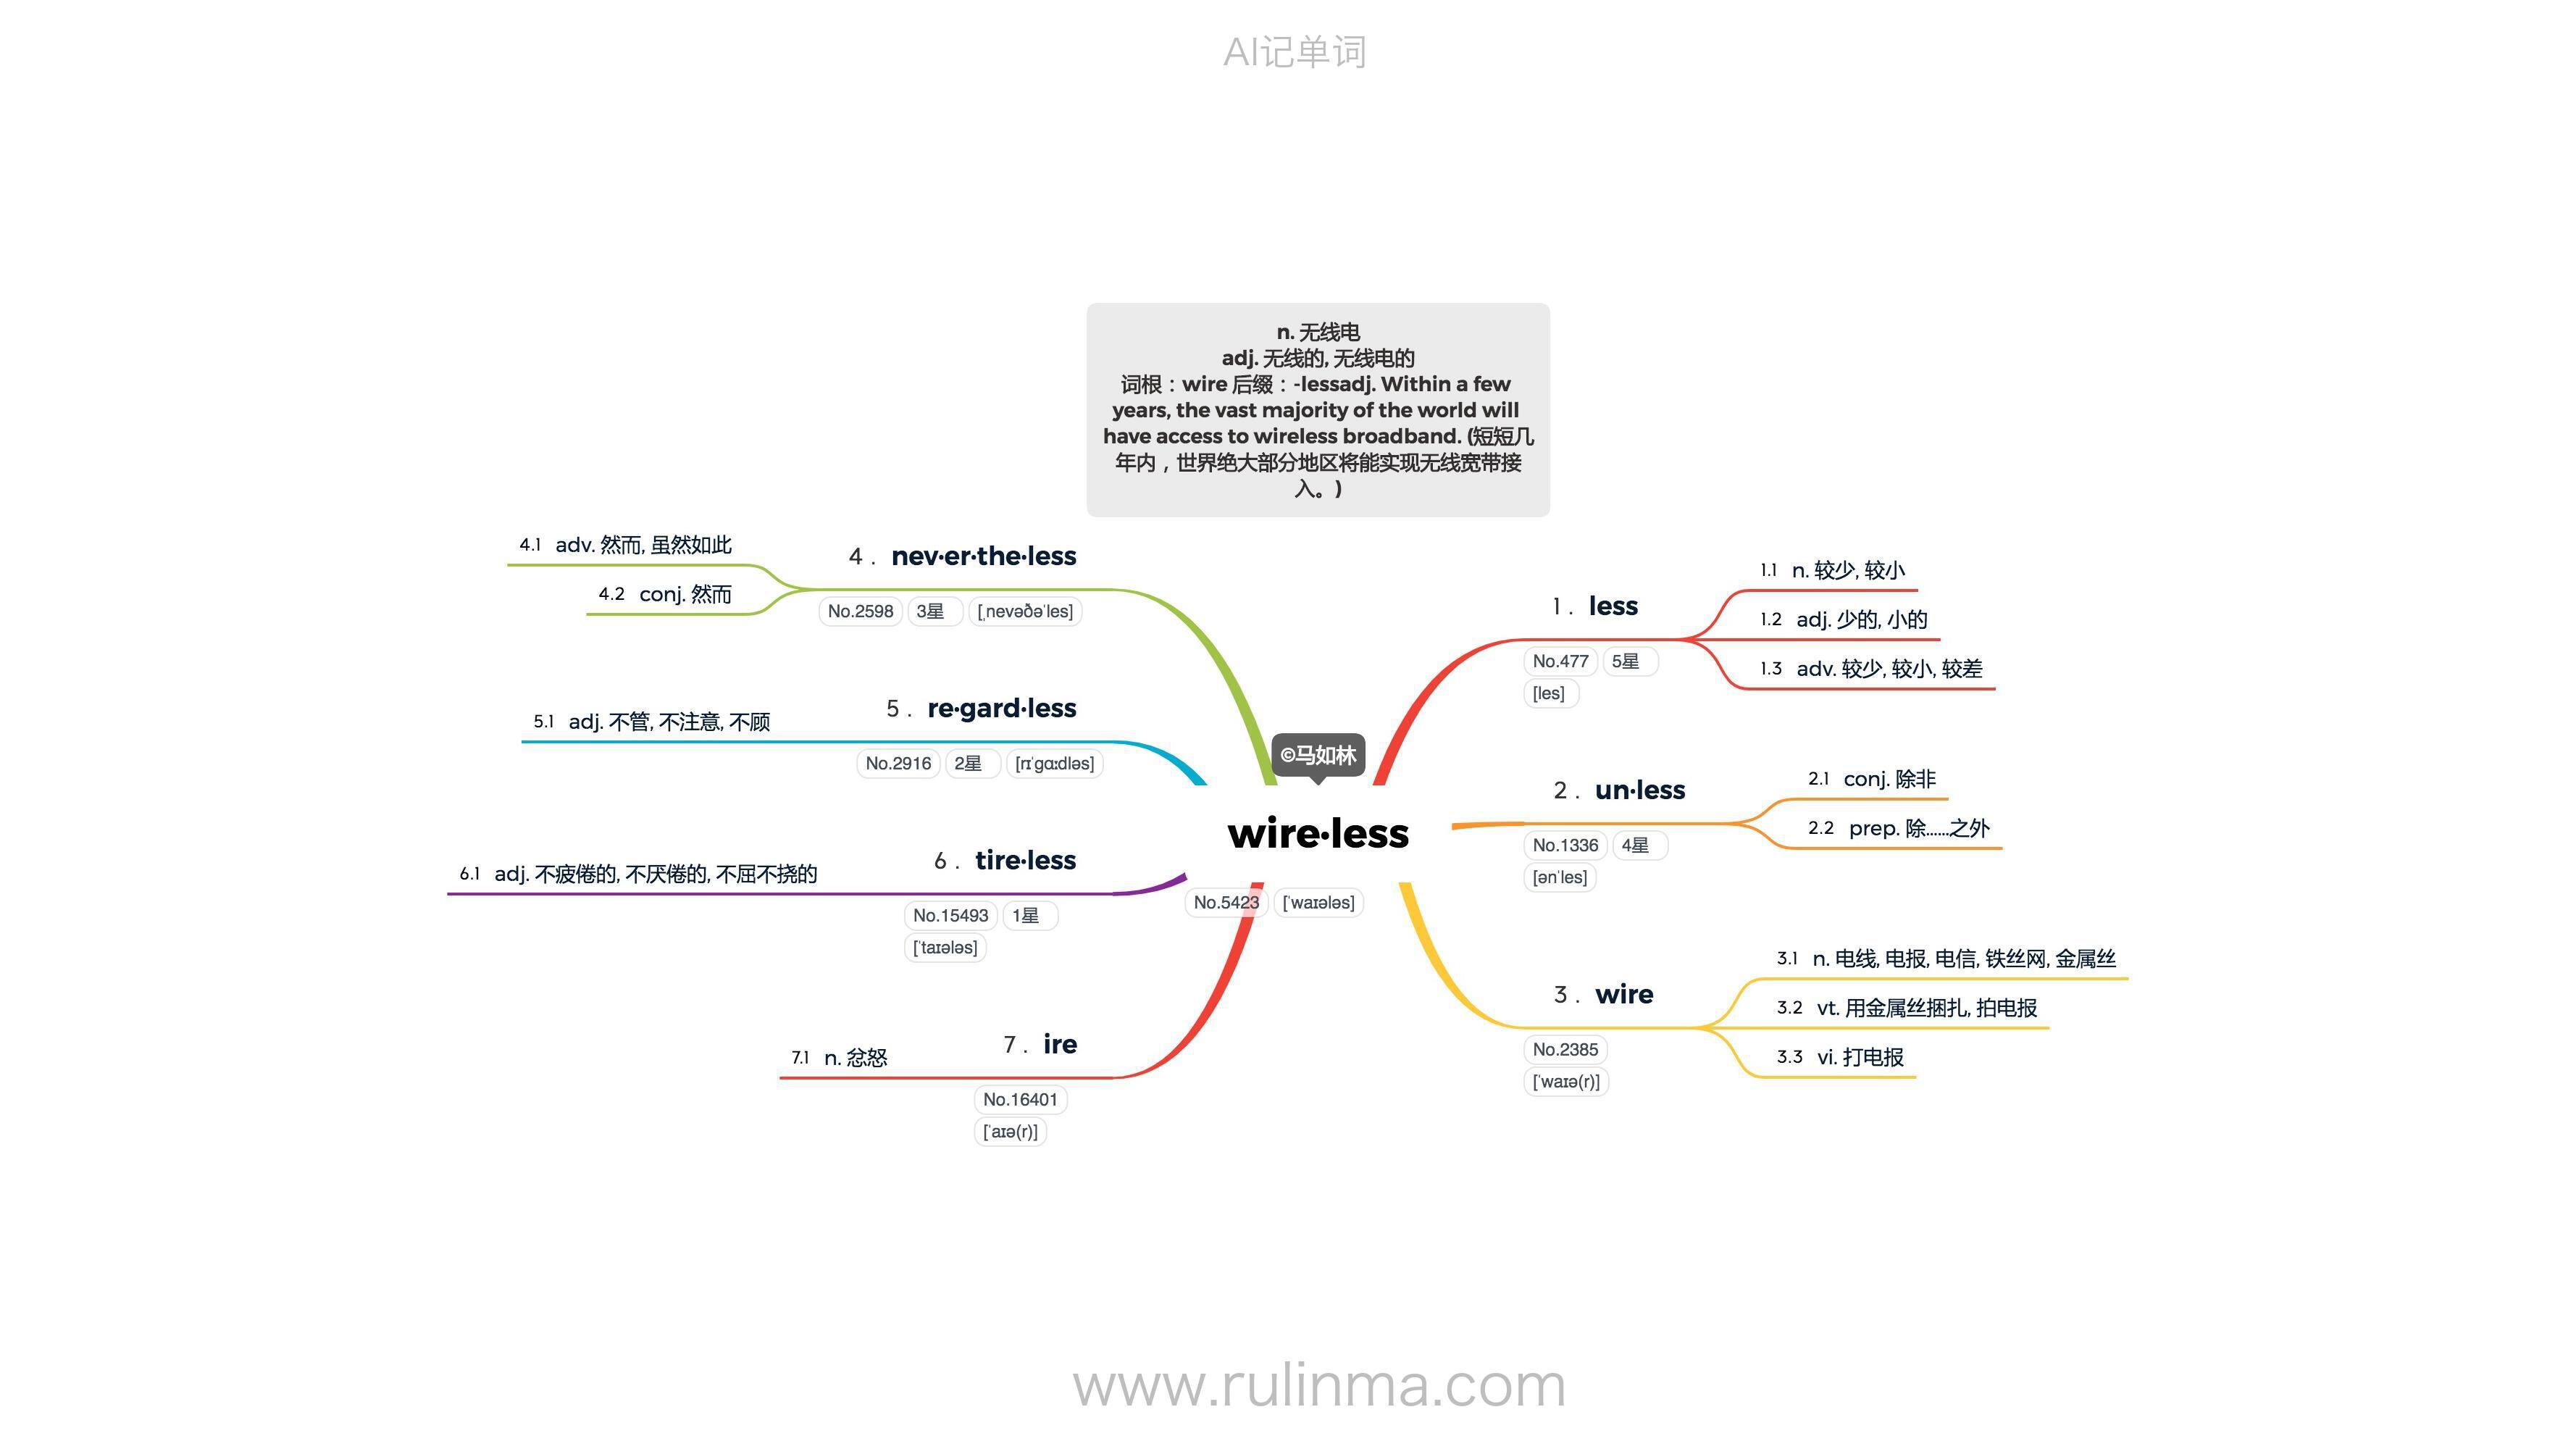 AI记单词
n. 无线电
adj. 无线的, 无线电的
词根：wire 后缀：-lessadj. Within a few
years, the vast majority of the world will
have access to wireless broadband. (短短几
年内，世界绝大部分地区将能实现无线宽带接
入。)
©马如林
wire·less
No.5423 [ˈwaɪələs]
1. less
No.477 5星
[les]
1.1 n. 较少, 较小
1.2 adj. 少的, 小的
1.3 adv. 较少, 较小, 较差
2. un·less
No.1336 4星
[ənˈles]
2.1 conj. 除非
2.2 prep. 除......之外
3. wire
No.2385
[ˈwaɪə(r)]
3.1 n. 电线, 电报, 电信, 铁丝网, 金属丝
3.2 vt. 用金属丝捆扎, 拍电报
3.3 vi. 打电报
4. nev·er·the·less
No.2598 3星 [ˌnevəðəˈles]
4.1 adv. 然而, 虽然如此
4.2 conj. 然而
5. re·gard·less
No.2916 2星 [rɪˈgɑːdləs]
5.1 adj. 不管, 不注意, 不顾
6. tire·less
No.15493 1星
[ˈtaɪələs]
6.1 adj. 不疲倦的, 不厌倦的, 不屈不挠的
7. ire
No.16401
[ˈaɪə(r)]
7.1 n. 忿怒
www.rulinma.com